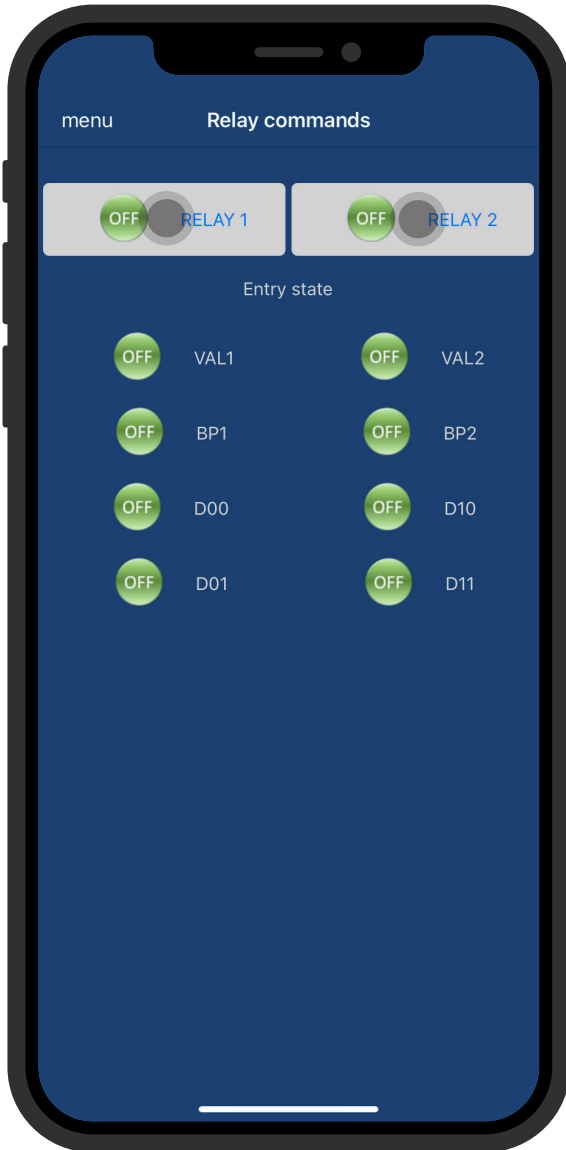 menu Relay commands
OFF RELAY 1 OFF RELAY 2
Entry state
OFF VAL1 OFF VAL2
OFF BP1 OFF BP2
OFF D00 OFF D10
OFF D01 OFF D11